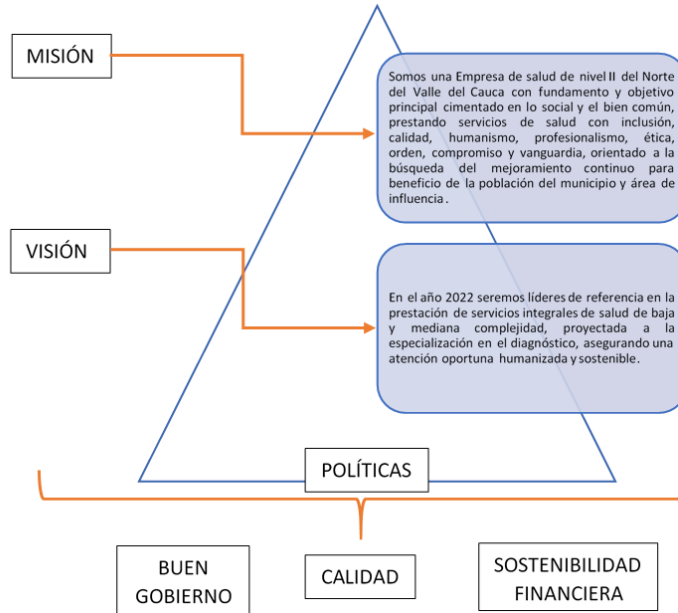 MISIÓN
Somos una Empresa de salud de nivel II del Norte
del Valle del Cauca con fundamento y objetivo
principal cimentado en lo social y el bien común,
prestando servicios de salud con inclusión,
calidad, humanismo, profesionalismo, ética,
orden, compromiso y vanguardia, orientado a la
búsqueda del mejoramiento continuo para
beneficio de la población del municipio y área de
influencia.
VISIÓN
En el año 2022 seremos líderes de referencia en la
prestación de servicios integrales de salud de baja
y mediana complejidad, proyectada a la
especialización en el diagnóstico, asegurando una
atención oportuna humanizada y sostenible.
POLÍTICAS
BUEN
GOBIERNO
CALIDAD
SOSTENIBILIDAD
FINANCIERA